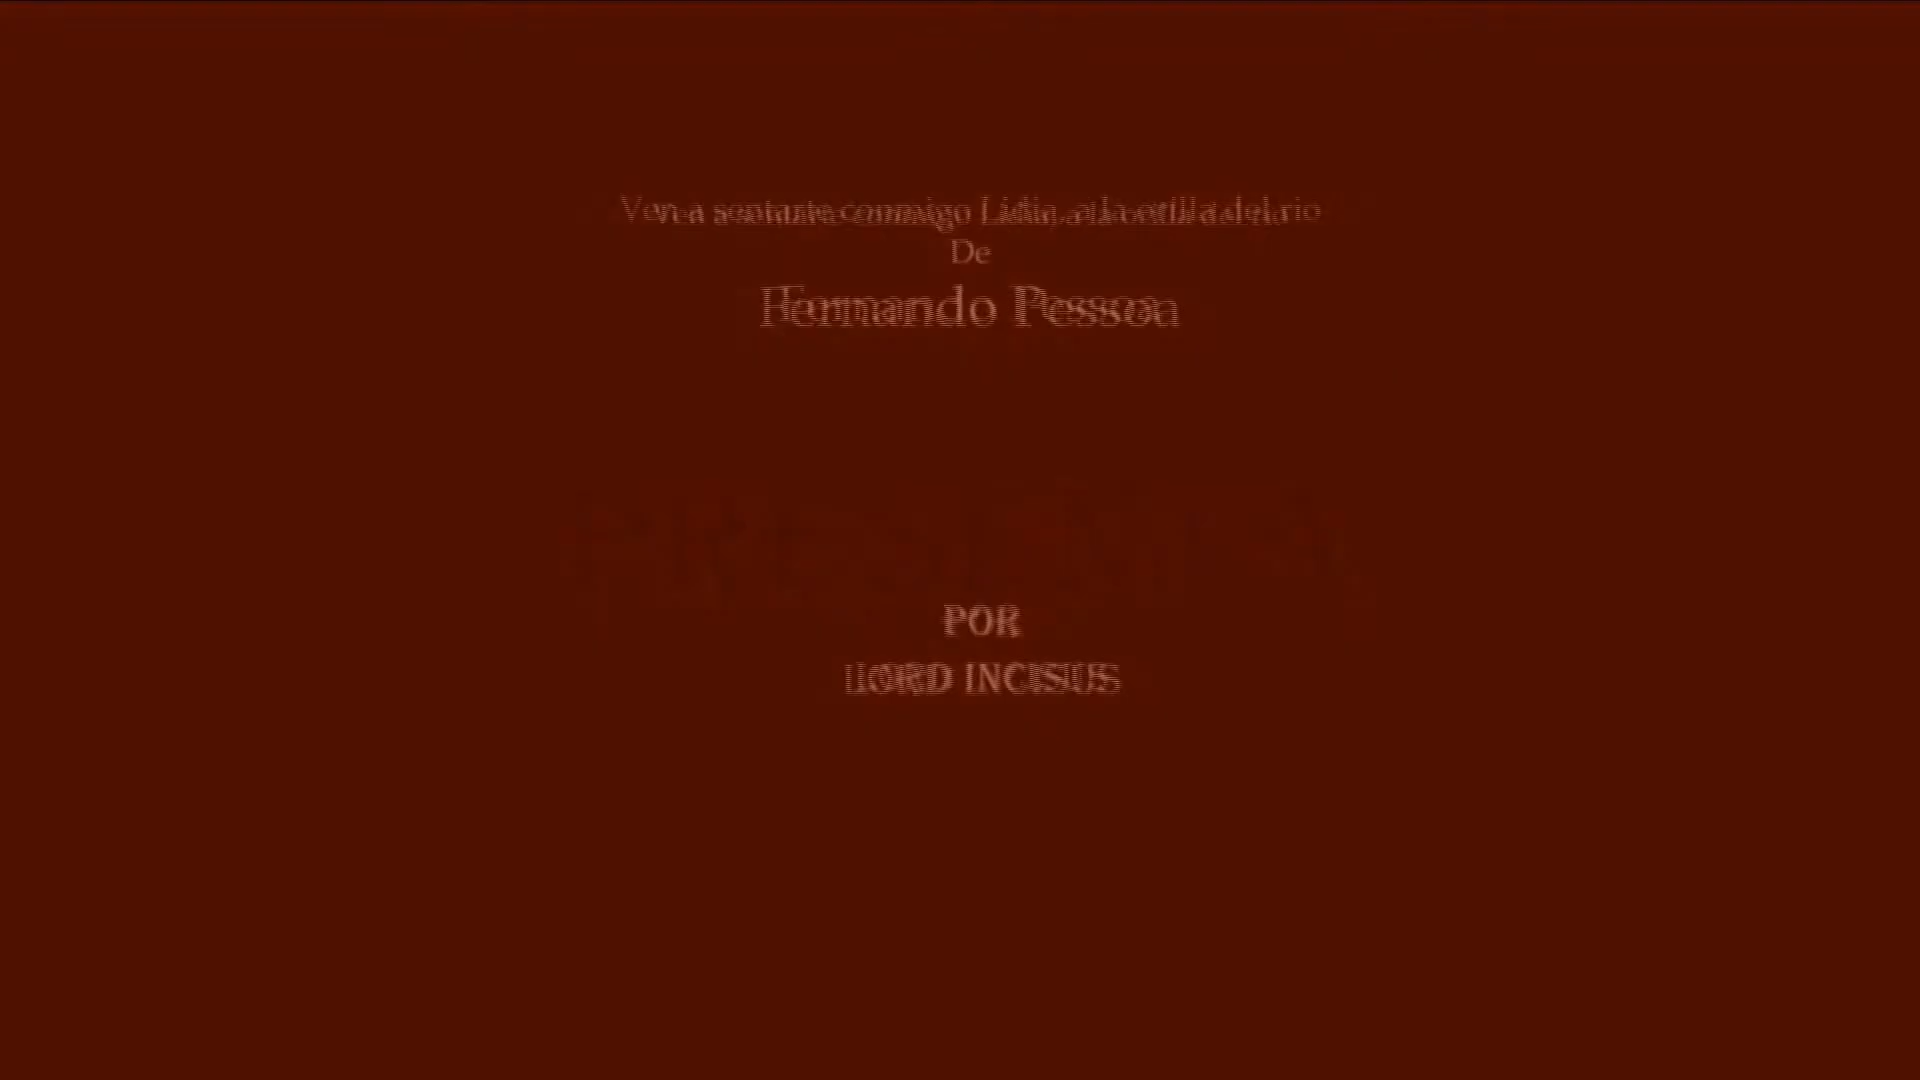 Ven a sentarte conmigo Lidia, a la orilla del rio
De
Fernando Pessoa
POR
LORD INCISUS